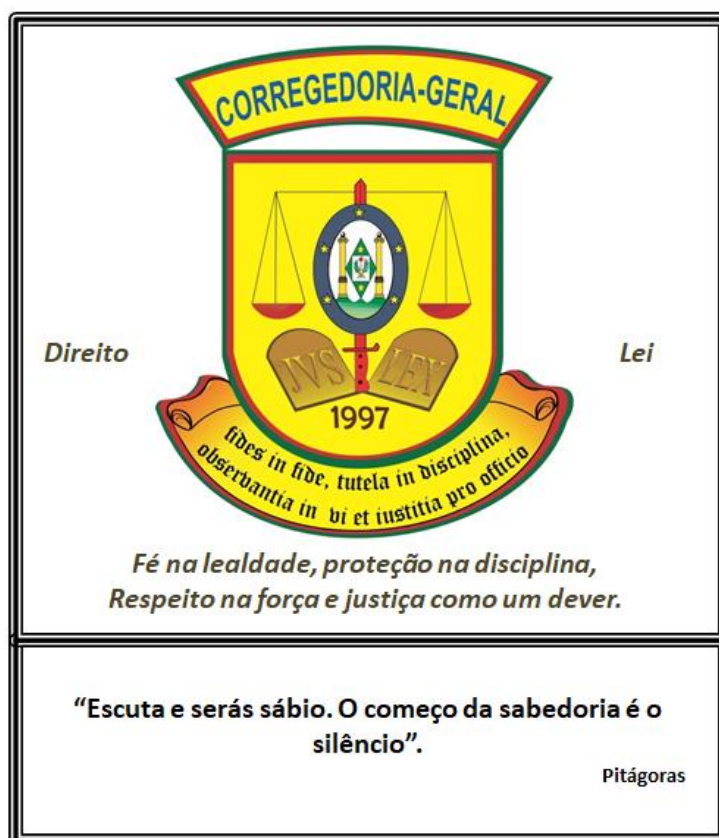 CORREGEDORIA-GERAL
Direito
Lei
JVS LEX
1997
fides in fide, tutela in disciplina,
observantia in vi et iustitia pro officio
Fé na lealdade, proteção na disciplina,
Respeito na força e justiça como um dever.
“Escuta e serás sábio. O começo da sabedoria é o
silêncio”.
Pitágoras